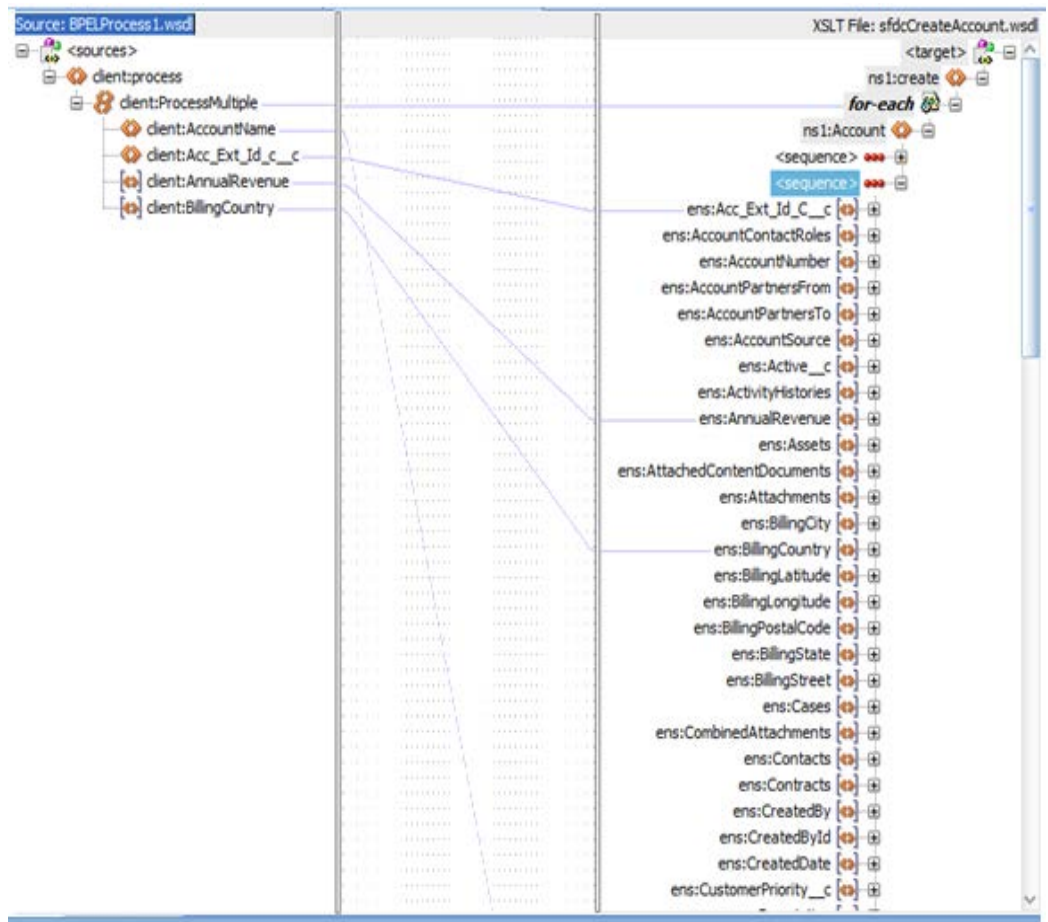 Source: BPELProcess1.wsdl
<sources>
client:process
client:ProcessMultiple
client:AccountName
client:Acc_Ext_Id_c__c
client:AnnualRevenue
client:BillingCountry
XSLT File: sfdcCreateAccount.wsdl
<target>
ns1:create
for-each
ns1:Account
<sequence>
<sequence>
ens:Acc_Ext_Id_C__c
ens:AccountContactRoles
ens:AccountNumber
ens:AccountPartnersFrom
ens:AccountPartnersTo
ens:AccountSource
ens:Active__c
ens:ActivityHistories
ens:AnnualRevenue
ens:Assets
ens:AttachedContentDocuments
ens:Attachments
ens:BillingCity
ens:BillingCountry
ens:BillingLatitude
ens:BillingLongitude
ens:BillingPostalCode
ens:BillingState
ens:BillingStreet
ens:Cases
ens:CombinedAttachments
ens:Contacts
ens:Contracts
ens:CreatedBy
ens:CreatedById
ens:CreatedDate
ens:CustomerPriority__c